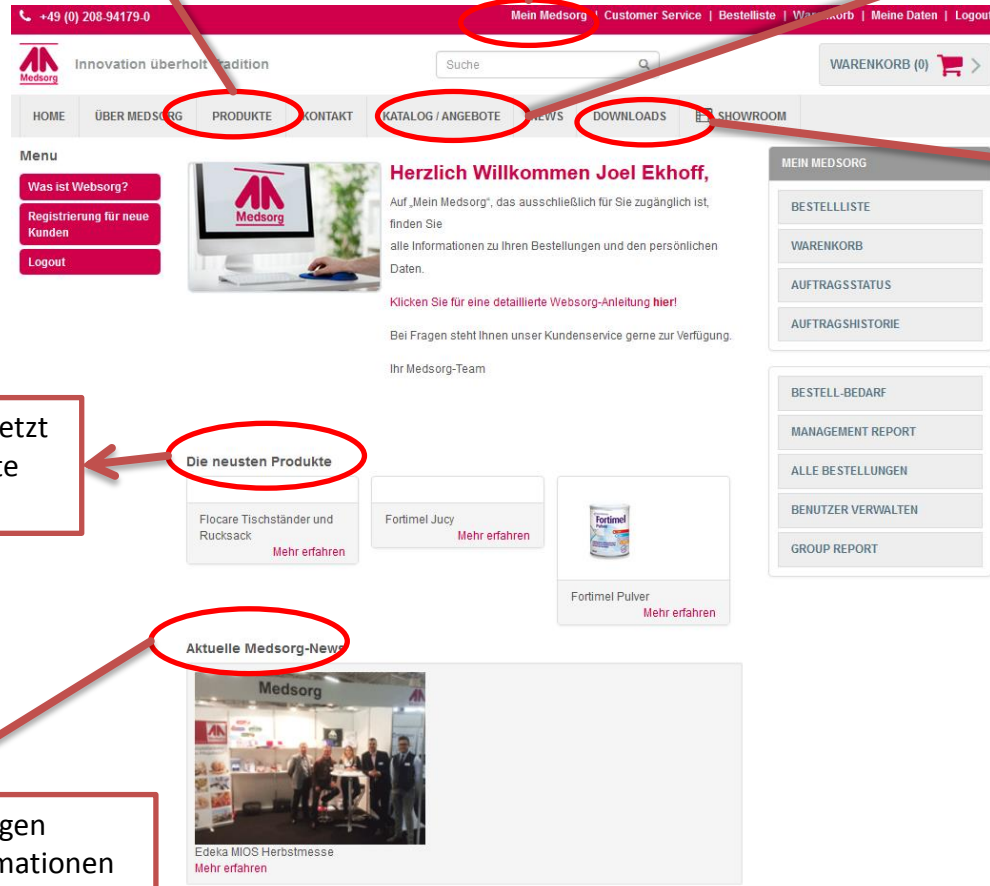 +49 (0) 208-94179-0
Mein Medsorg | Customer Service | Bestelliste | Warenkorb | Meine Daten | Logout
Medsorg
Innovation überholt Tradition
Suche
WARENKORB (0)
HOME ÜBER MEDSORG PRODUKTE KONTAKT KATALOG / ANGEBOTE NEWS DOWNLOADS SHOWROOM
Menu
Was ist Websorg?
Registrierung für neue
Kunden
Logout
Medsorg
Herzlich Willkommen Joel Ekhoff,
Auf „Mein Medsorg", das ausschließlich für Sie zugänglich ist,
finden Sie
alle Informationen zu Ihren Bestellungen und den persönlichen
Daten.
Klicken Sie für eine detaillierte Websorg-Anleitung hier!
Bei Fragen steht Ihnen unser Kundenservice gerne zur Verfügung.
Ihr Medsorg-Team
MEIN MEDSORG
BESTELLLISTE
WARENKORB
AUFTRAGSSTATUS
AUFTRAGSHISTORIE
BESTELL-BEDARF
MANAGEMENT REPORT
ALLE BESTELLUNGEN
BENUTZER VERWALTEN
GROUP REPORT
etzt
te
Die neusten Produkte
Flocare Tischständer und
Rucksack
Mehr erfahren
Fortimel Jucy
Mehr erfahren
Fortimel
Pulver
Fortimel Pulver
Mehr erfahren
Aktuelle Medsorg-News
Medsorg
Edeka MIOS Herbstmesse
Mehr erfahren
gen
mationen